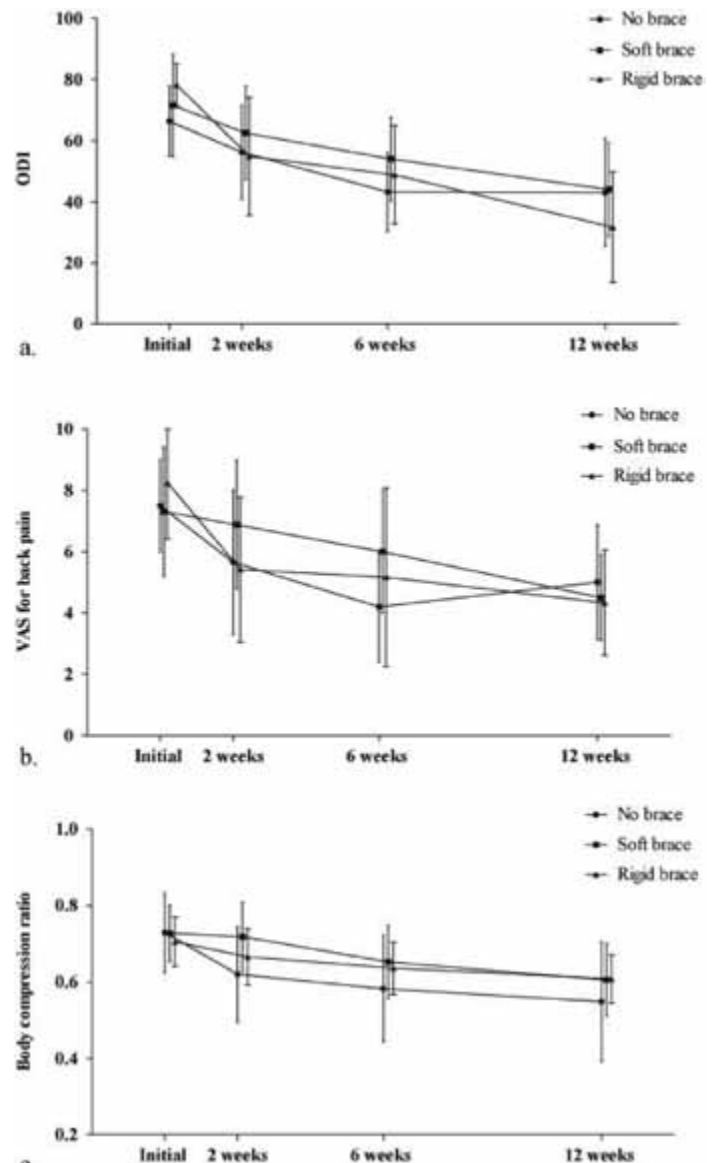 100
80
60
40
20
0
ODI
No brace
Soft brace
Rigid brace
Initial 2 weeks 6 weeks 12 weeks
a.
10
8
6
4
2
0
VAS for back pain
No brace
Soft brace
Rigid brace
Initial 2 weeks 6 weeks 12 weeks
b.
1.0
0.8
0.6
0.4
0.2
Body compression ratio
No brace
Soft brace
Rigid brace
Initial 2 weeks 6 weeks 12 weeks